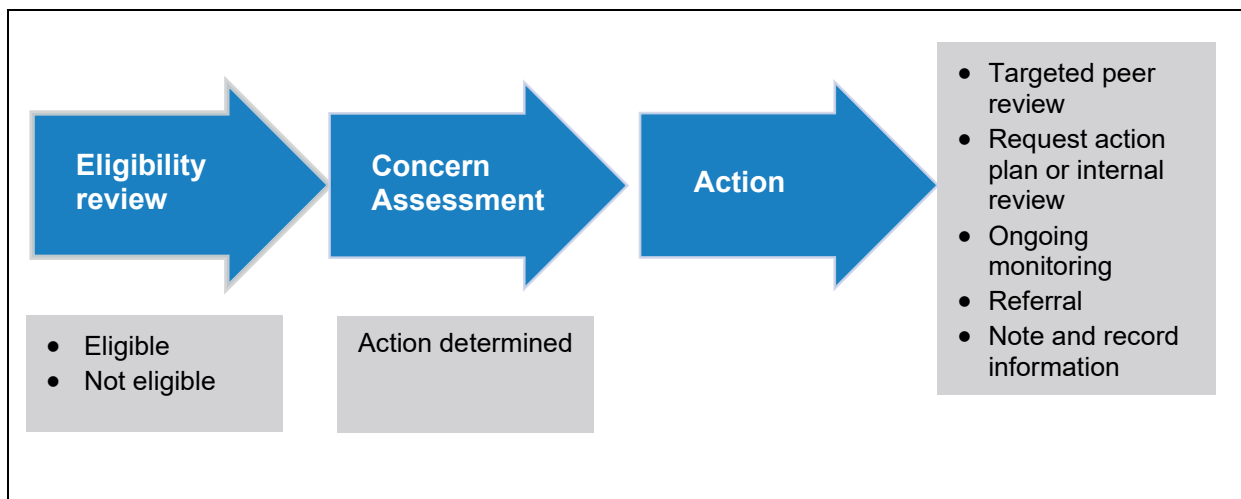 Eligibility
review
• Eligible
• Not eligible
Concern
Assessment
Action determined
Action
• Targeted peer
review
• Request action
plan or internal
review
• Ongoing
monitoring
• Referral
• Note and record
information